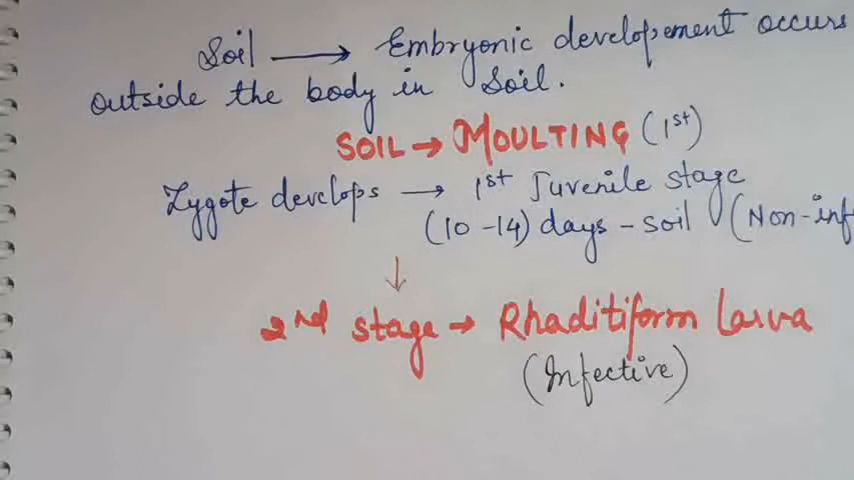 Soil → Embryonic developement occurs
outside the body in Soil.
SOIL → MOULTING (1st)
Zygote develops → 1st Juvenile stage
(10-14) days - soil (Non-inf
↓
2nd stage → Rhaditiform larva
(Infective)